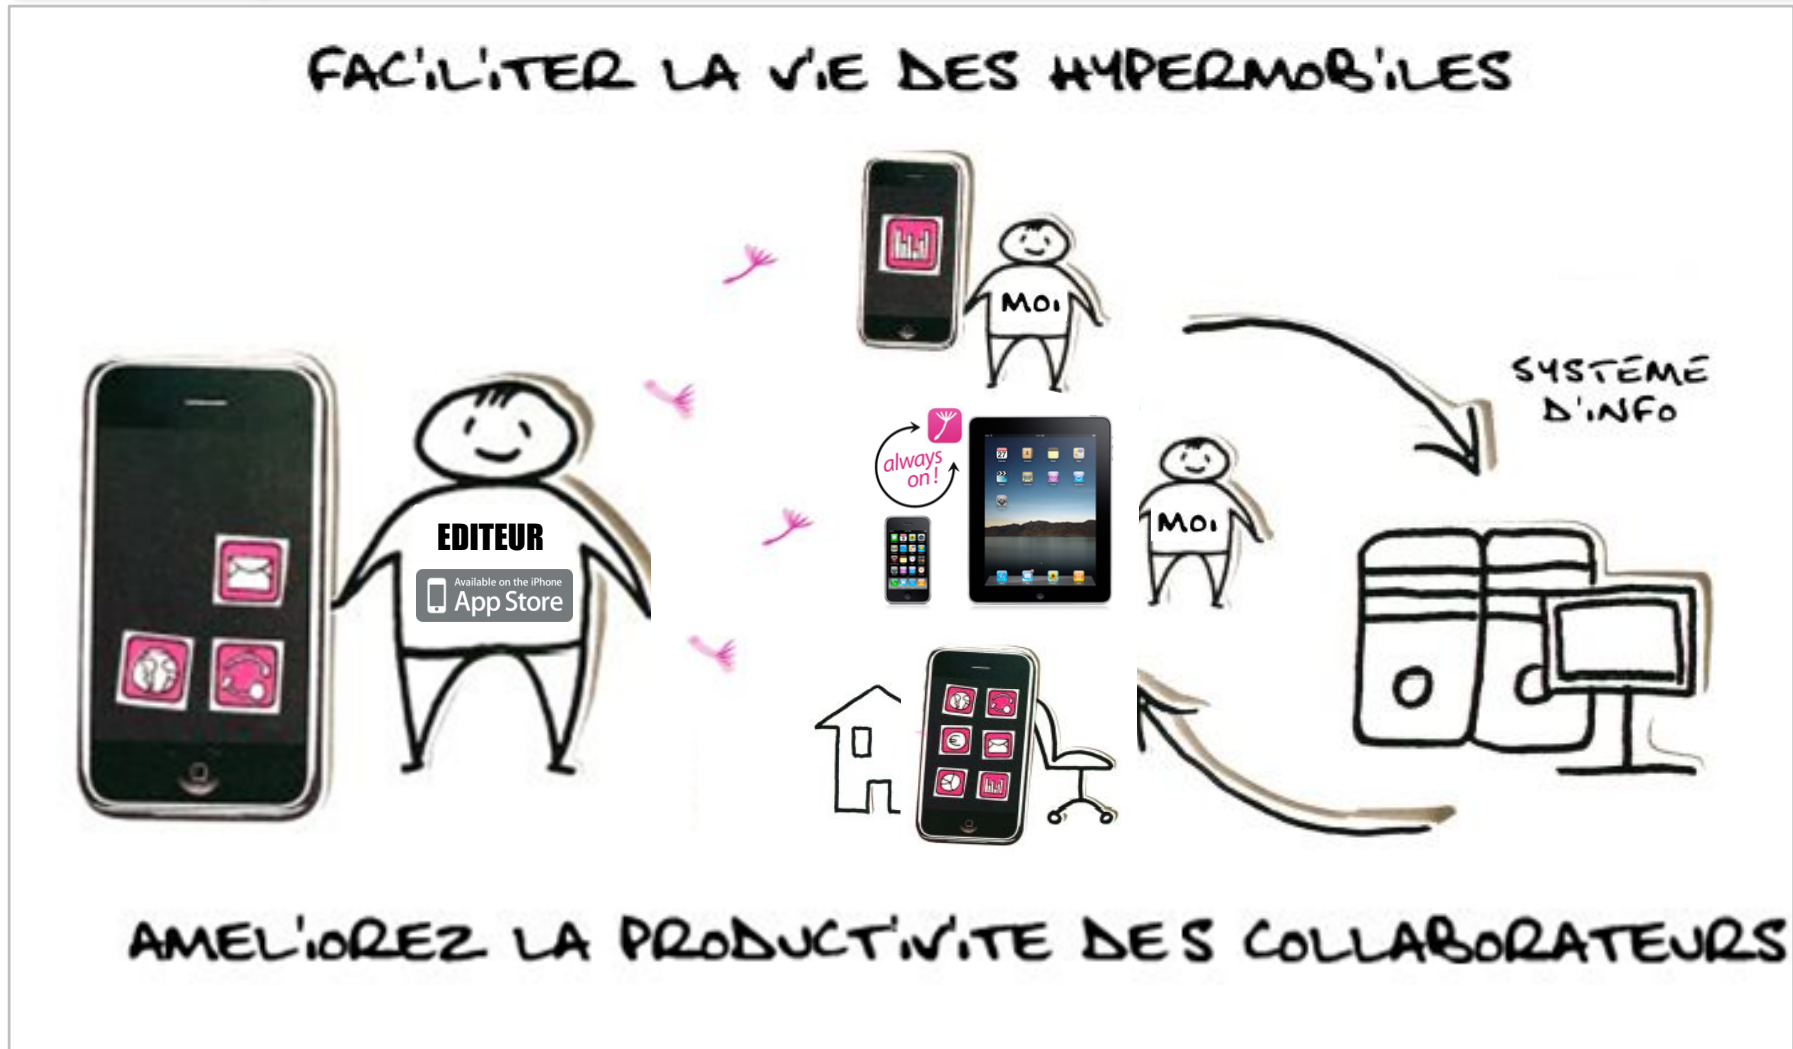 FACILITER LA VIE DES HYPERMOBILES
MOI
SYSTEME
D'INFO
always
on!
MOI
EDITEUR
Available on the iPhone
App Store
AMELIOREZ LA PRODUCTIVITE DES COLLABORATEURS